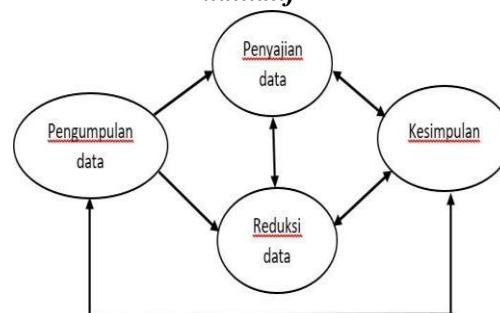 Penyajian
data
Pengumpulan
data
Kesimpulan
Reduksi
data